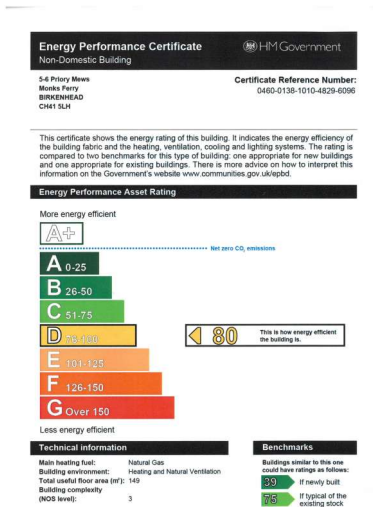 Energy Performance Certificate
HM Government
Non-Domestic Building
5-6 Priory Mews
Monks Ferry
BIRKENHEAD
CH41 5LH
Certificate Reference Number:
0460-0138-1010-4829-6096
This certificate shows the energy rating of this building. It indicates the energy efficiency of
the building fabric and the heating, ventilation, cooling and lighting systems. The rating is
compared to two benchmarks for this type of building: one appropriate for new buildings
and one appropriate for existing buildings. There is more advice on how to interpret this
information on the Government's website www.communities.gov.uk/epbd.
Energy Performance Asset Rating
More energy efficient
A+
Net zero CO₂ emissions
A 0-25
B 26-50
C 51-75
D 76-100
80
This is how energy efficient
the building is.
E 101-125
F 126-150
G Over 150
Less energy efficient
Technical information
Main heating fuel: Natural Gas
Building environment: Heating and Natural Ventilation
Total useful floor area (m²): 149
Building complexity
(NOS level): 3
Benchmarks
Buildings similar to this one
could have ratings as follows:
39 If newly built
75 If typical of the
existing stock